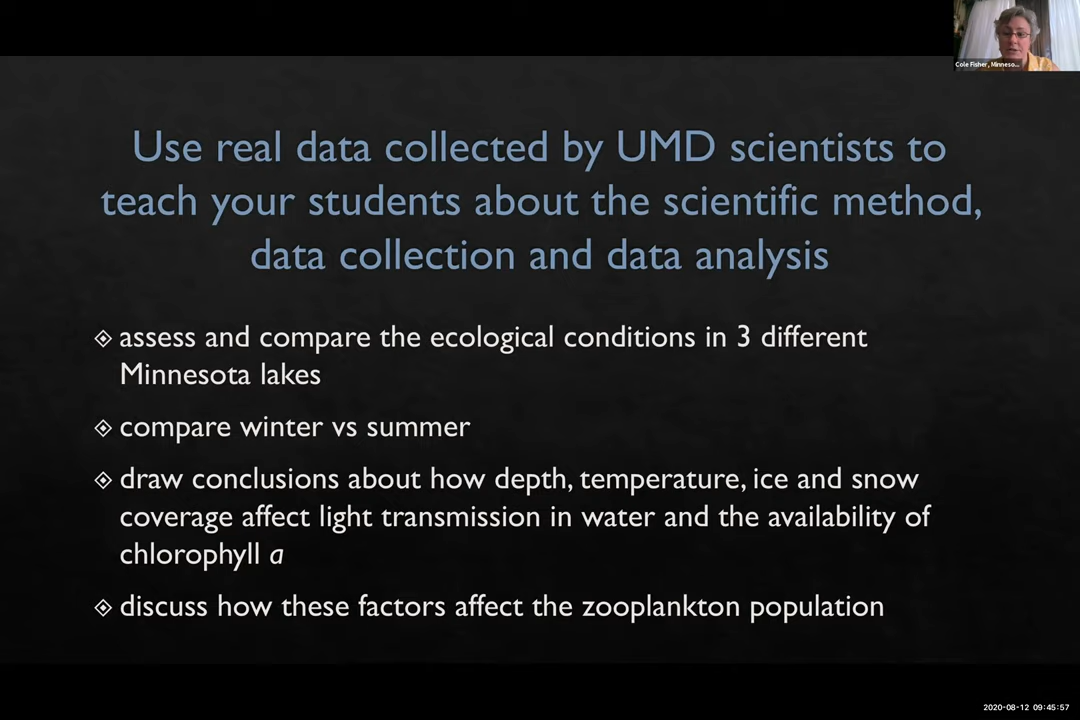 Cole Fisher, Minneso...
Use real data collected by UMD scientists to
teach your students about the scientific method,
data collection and data analysis
assess and compare the ecological conditions in 3 different
Minnesota lakes
compare winter vs summer
draw conclusions about how depth, temperature, ice and snow
coverage affect light transmission in water and the availability of
chlorophyll a
discuss how these factors affect the zooplankton population
2020-08-12 09:45:57